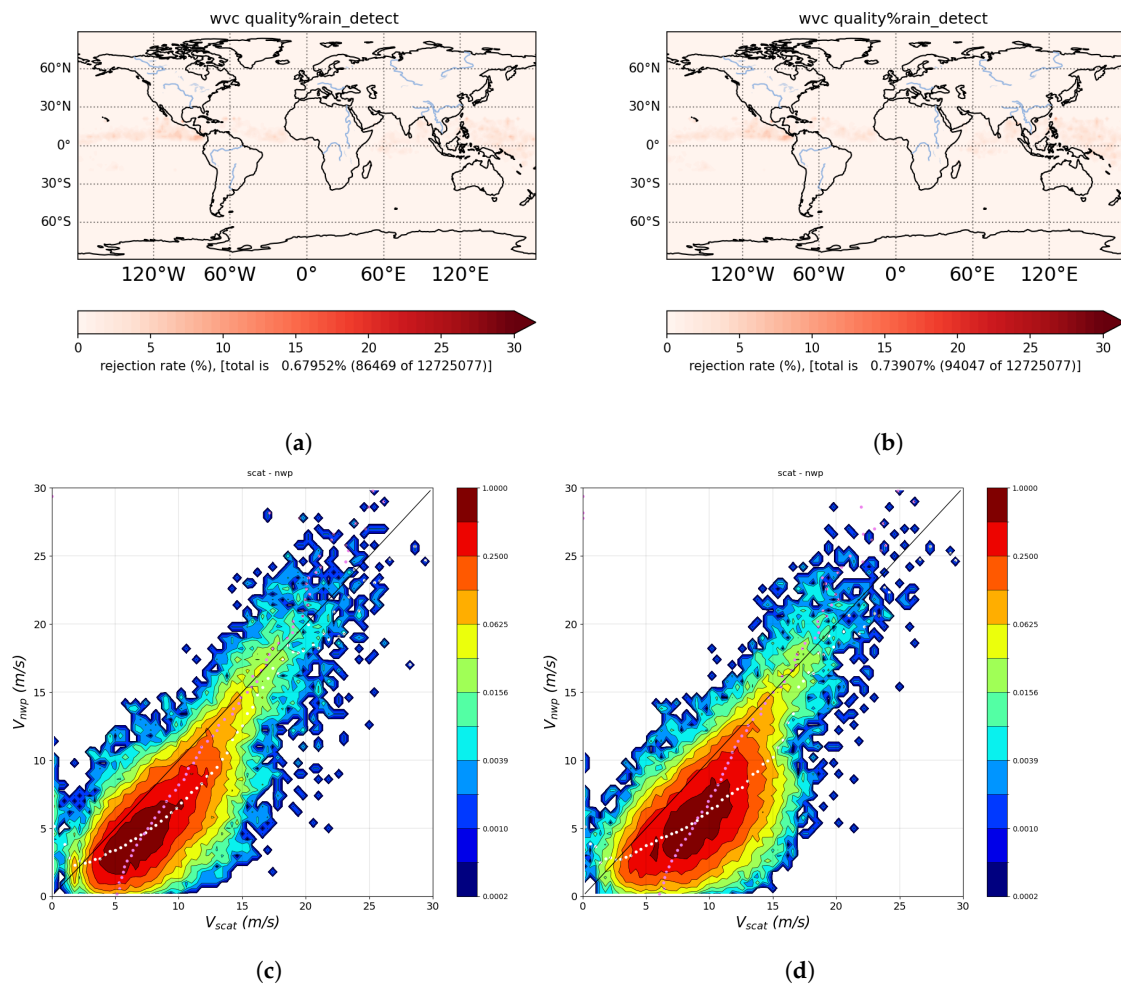 wvc quality%rain_detect
60°N
30°N
0°
30°S
60°S
120°W 60°W 0° 60°E 120°E
0 5 10 15 20 25 30
rejection rate (%), [total is 0.67952% (86469 of 12725077)]
(a)
wvc quality%rain_detect
60°N
30°N
0°
30°S
60°S
120°W 60°W 0° 60°E 120°E
0 5 10 15 20 25 30
rejection rate (%), [total is 0.73907% (94047 of 12725077)]
(b)
scat - nwp
30
25
20
15
10
5
0
V_nwp (m/s)
0 5 10 15 20 25 30
V_scat (m/s)
1.0000
0.2500
0.0625
0.0156
0.0039
0.0010
0.0002
(c)
scat - nwp
30
25
20
15
10
5
0
V_nwp (m/s)
0 5 10 15 20 25 30
V_scat (m/s)
1.0000
0.2500
0.0625
0.0156
0.0039
0.0010
0.0002
(d)